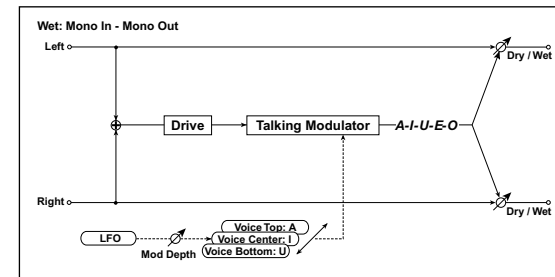 Wet: Mono In - Mono Out
Left
Dry / Wet
Drive
Talking Modulator
A-I-U-E-O
Right
Dry / Wet
LFO
Mod Depth
Voice Top: A
Voice Center: I
Voice Bottom: U